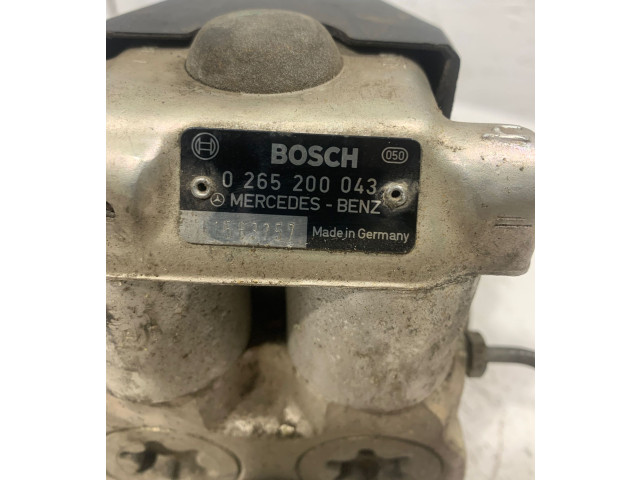 BOSCH
050
0 265 200 043
MERCEDES - BENZ
Made in Germany